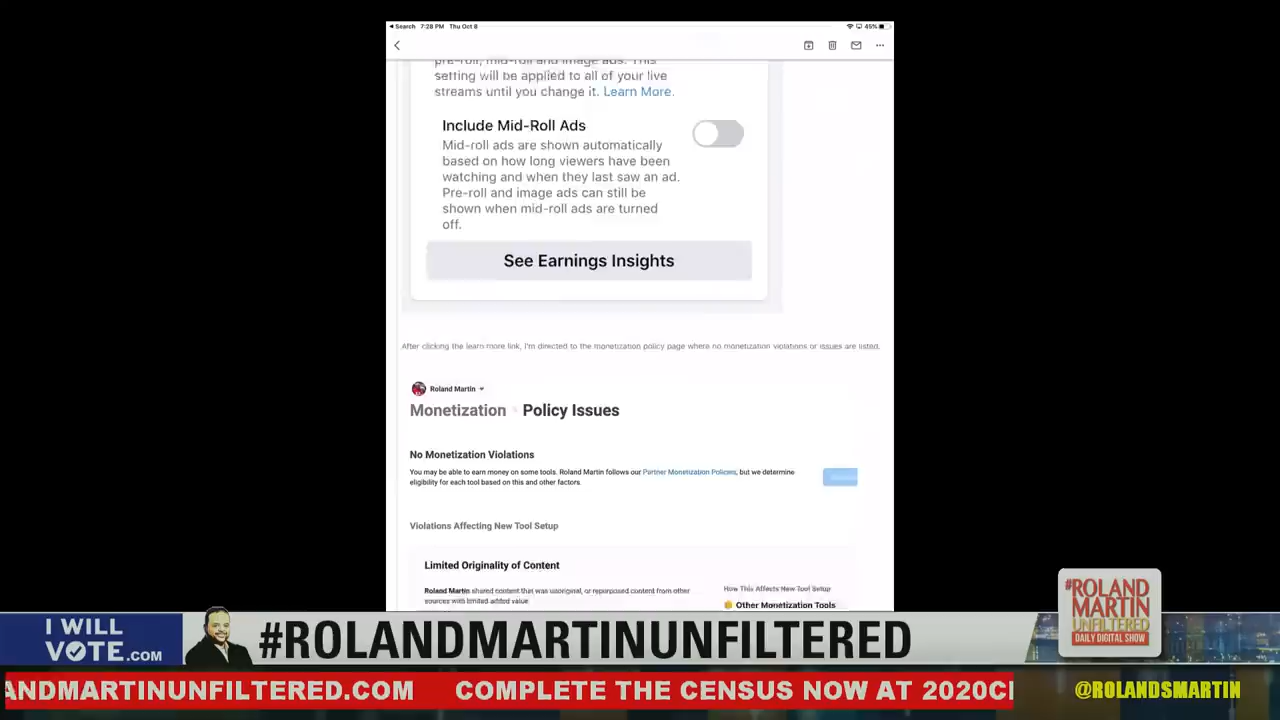 Search 7:28 PM Thu Oct 8
45%
pre-roll, mid-roll and image ads. This
setting will be applied to all of your live
streams until you change it. Learn More.
Include Mid-Roll Ads
Mid-roll ads are shown automatically
based on how long viewers have been
watching and when they last saw an ad.
Pre-roll and image ads can still be
shown when mid-roll ads are turned
off.
See Earnings Insights
After clicking the learn more link, I'm directed to the monetization policy page where no monetization violations or issues are listed.
Roland Martin
Monetization Policy Issues
No Monetization Violations
You may be able to earn money on some tools. Roland Martin follows our Partner Monetization Policies, but we determine
eligibility for each tool based on this and other factors.
Violations Affecting New Tool Setup
Limited Originality of Content
Roland Martin shared content that was unoriginal, or repurposed content from other
sources with limited added value
How This Affects New Tool Setup
Other Monetization Tools
I WILL
VOTE.COM
#ROLANDMARTINUNFILTERED
#ROLAND
MARTIN
UNFILTERED
DAILY DIGITAL SHOW
ANDMARTINUNFILTERED.COM COMPLETE THE CENSUS NOW AT 2020C
@ROLANDSMARTIN